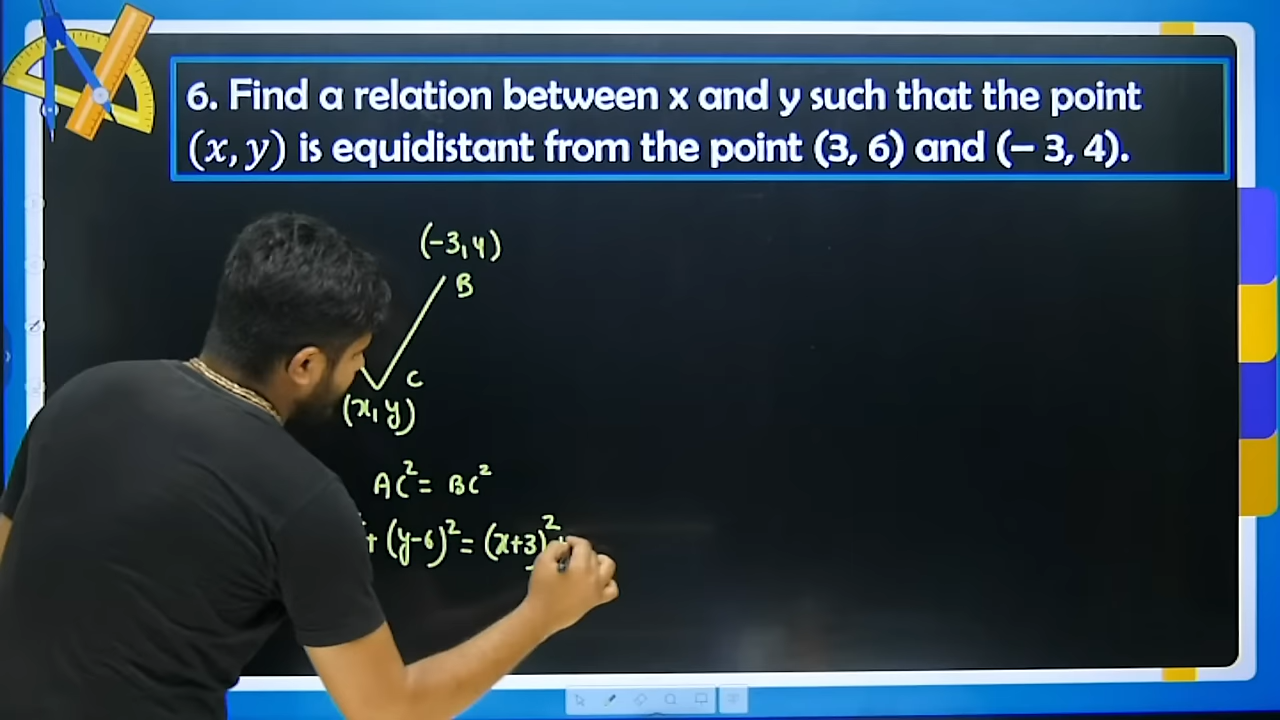 6. Find a relation between x and y such that the point
(x, y) is equidistant from the point (3, 6) and (– 3, 4).
(-3, 4)
B
C
(x, y)
AC² = BC²
+ (y-6)² = (x+3)² +